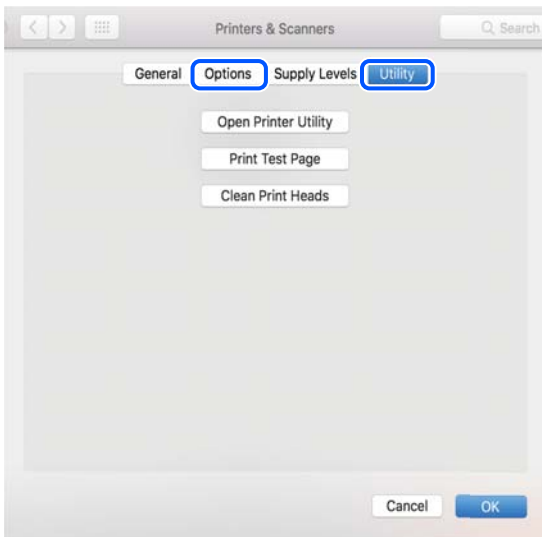 Printers & Scanners Search
General Options Supply Levels Utility
Open Printer Utility
Print Test Page
Clean Print Heads
Cancel OK